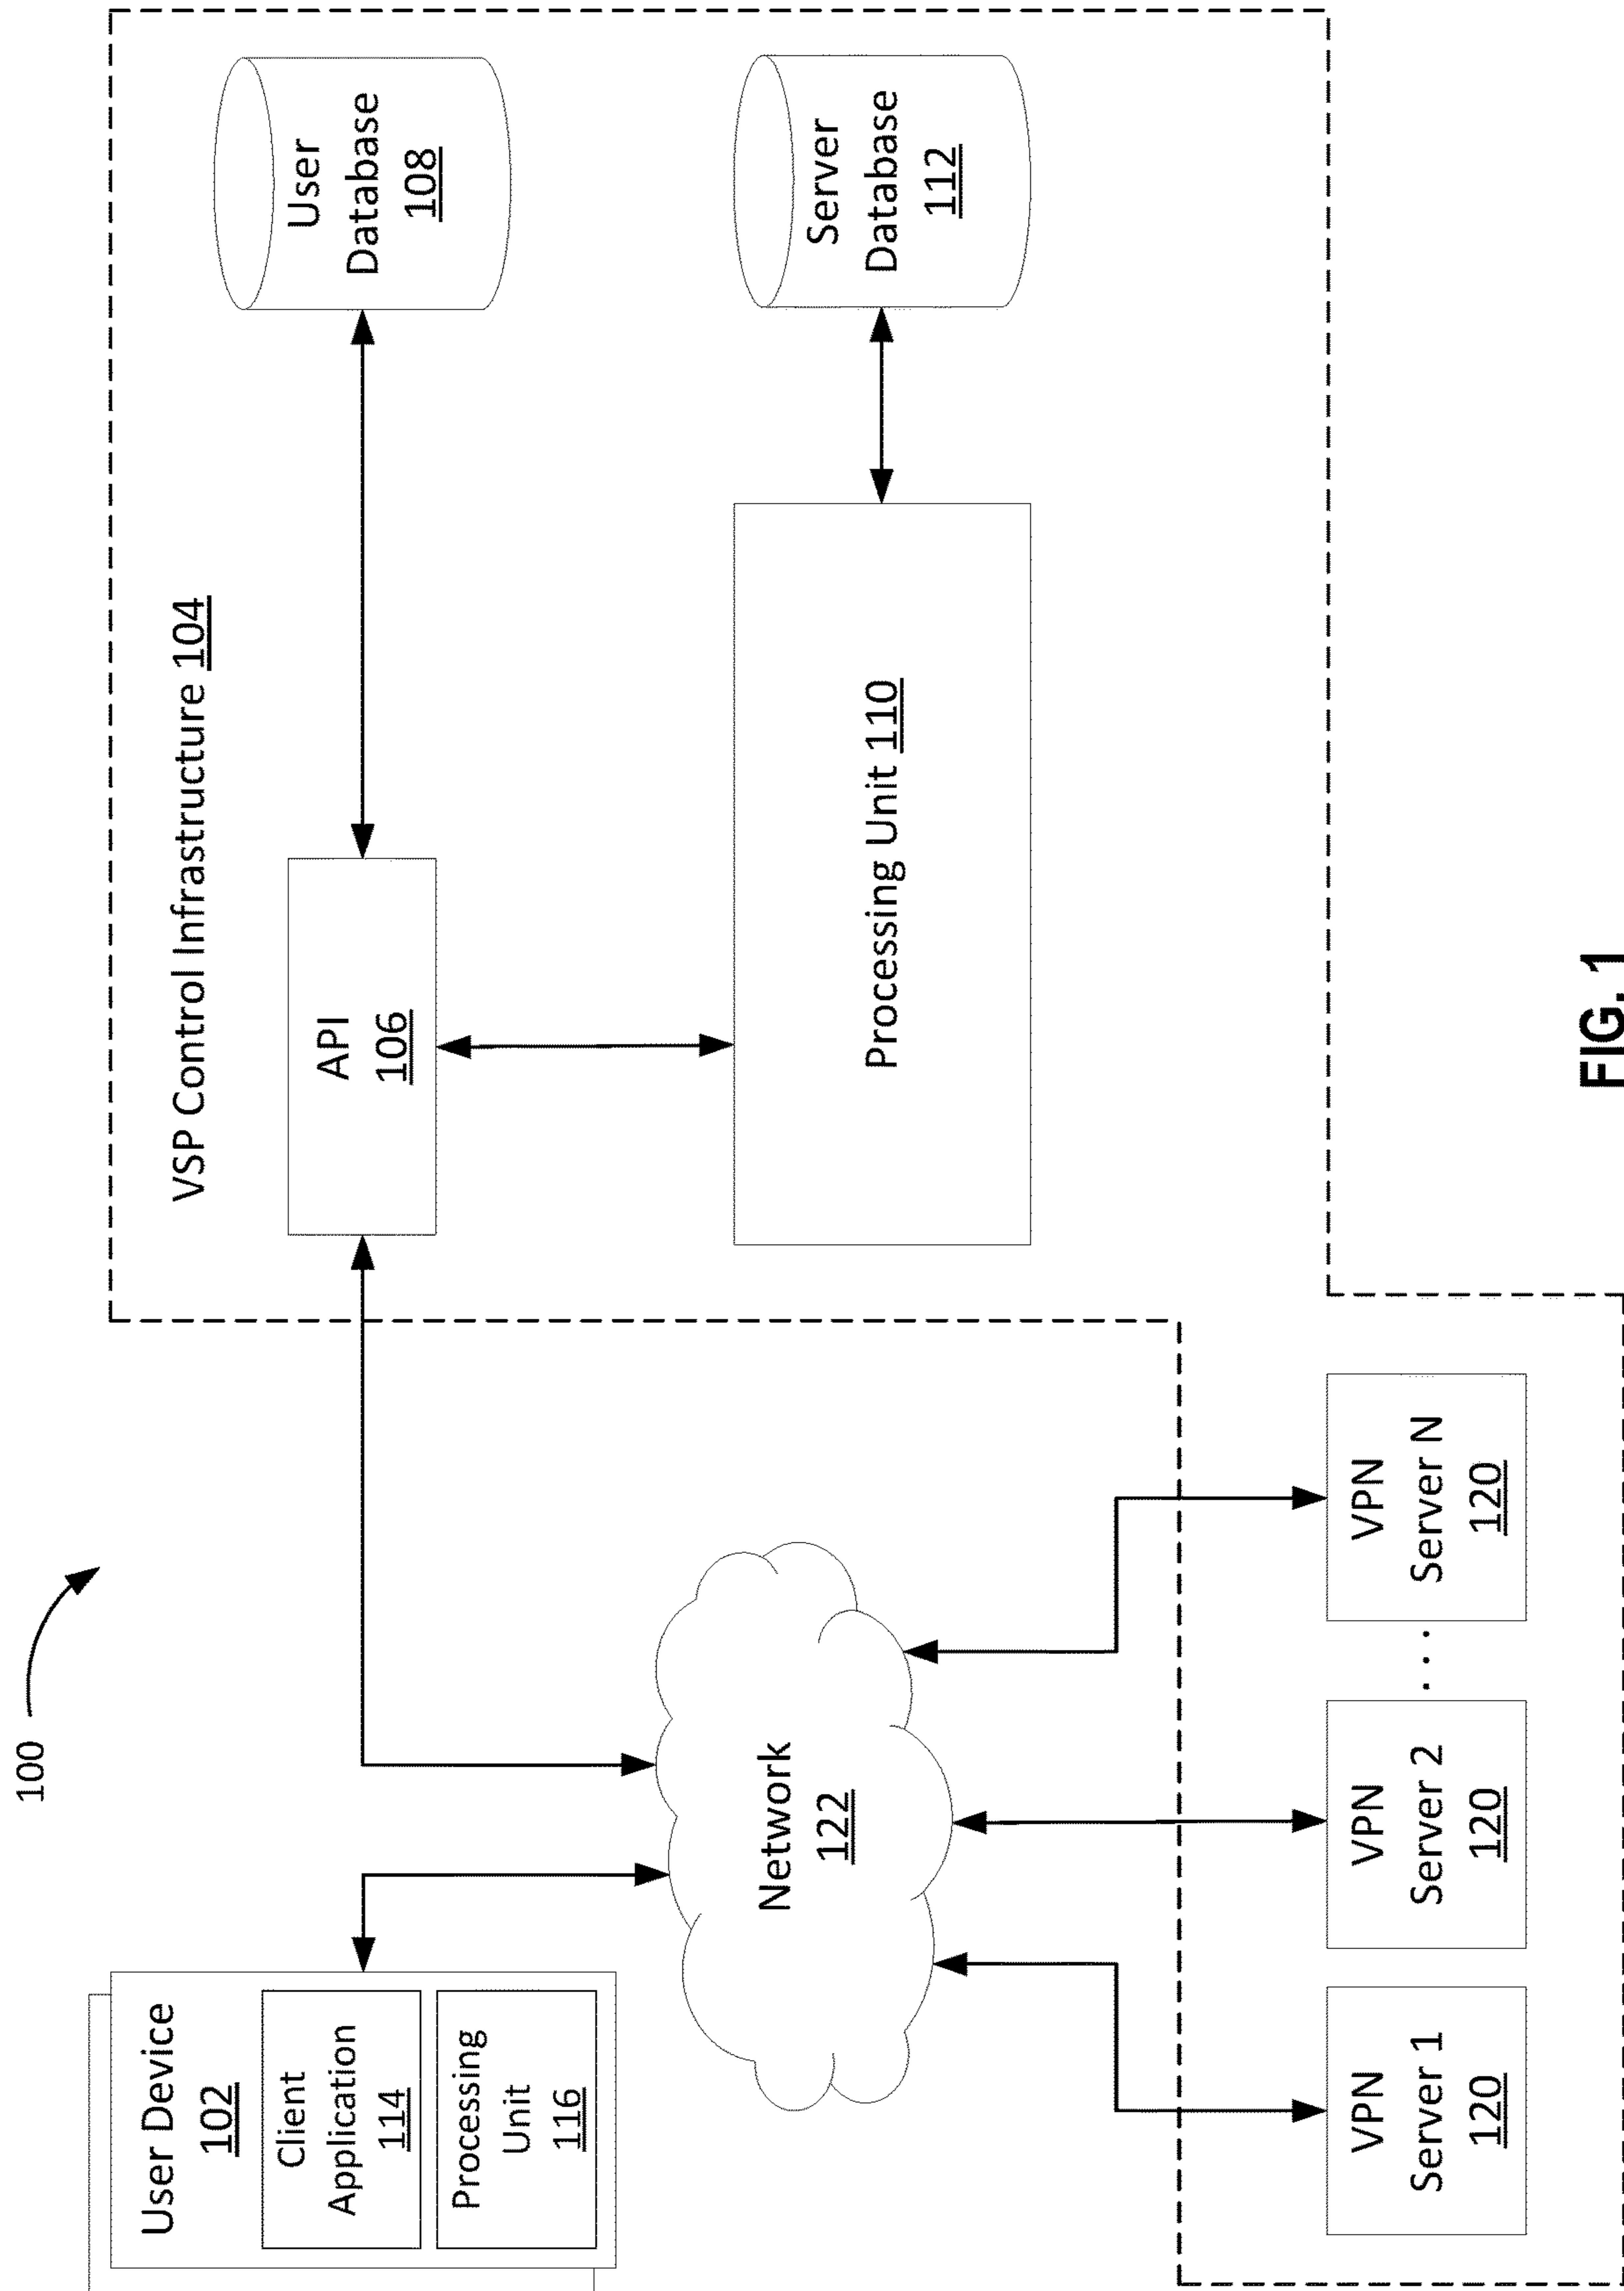 100
User Device
102
Client
Application
114
Processing
Unit
116
VSP Control Infrastructure 104
API
106
User
Database
108
Processing Unit 110
Server
Database
112
Network
122
VPN
Server 1
120
VPN
Server 2
120
. . . .
VPN
Server N
120
FIG. 1